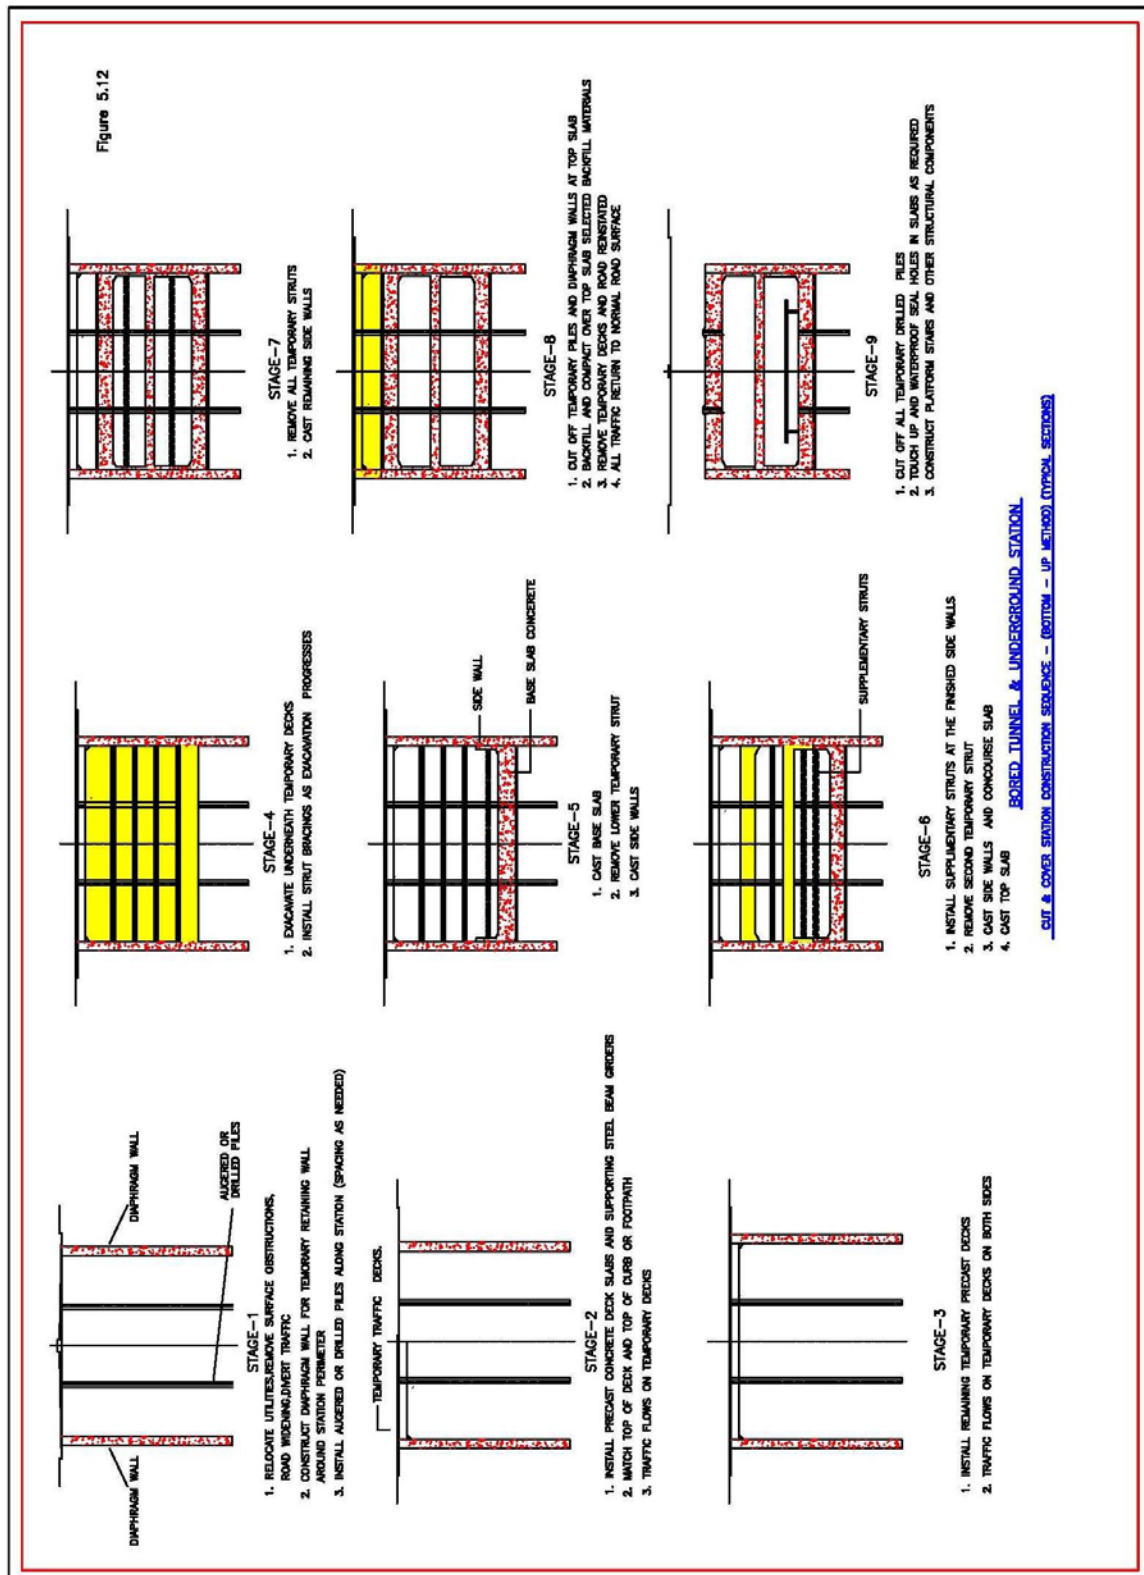 Figure 5.12
DIAPHRAGM WALL
DIAPHRAGM WALL
AUGERED OR
DRILLED PILES
STAGE-1
1. RELOCATE UTILITIES,REMOVE SURFACE OBSTRUCTIONS,
ROAD WIDENING,DIVERT TRAFFIC
2. CONSTRUCT DIAPHRAGM WALL FOR TEMORARY RETAINING WALL
AROUND STATION PERIMETER
3. INSTALL AUGERED OR DRILLED PILES ALONG STATION (SPACING AS NEEDED)
TEMPORARY TRAFFIC DECKS.
STAGE-2
1. INSTALL PRECAST CONCRETE DECK SLABS AND SUPPORTING STEEL BEAM GIRDERS
2. MATCH TOP OF DECK AND TOP OF CURB OR FOOTPATH
3. TRAFFIC FLOWS ON TEMPORARY DECKS
STAGE-3
1. INSTALL REMAINING TEMPORARY PRECAST DECKS
2. TRAFFIC FLOWS ON TEMPORARY DECKS ON BOTH SIDES
STAGE-4
1. EXACAVATE UNDERNEATH TEMPORARY DECKS
2. INSTALL STRUT BRACINGS AS EXACAVATION PROGRESSES
SIDE WALL
BASE SLAB CONCERETE
STAGE-5
1. CAST BASE SLAB
2. REMOVE LOWER TEMPORARY STRUT
3. CAST SIDE WALLS
SUPPLEMENTARY STRUTS
STAGE-6
1. INSTALL SUPPLIMENTARY STRUTS AT THE FINISHED SIDE WALLS
2. REMOVE SECOND TEMPORARY STRUT
3. CAST SIDE WALLS AND CONCOURSE SLAB
4. CAST TOP SLAB
STAGE-7
1. REMOVE ALL TEMPORARY STRUTS
2. CAST REMAINING SIDE WALLS
STAGE-8
1. CUT OFF TEMPORARY PILES AND DIAPHRAGM WALLS AT TOP SLAB
2. BACKFILL AND COMPACT OVER TOP SLAB SELECTED BACKFILL MATERIALS
3. REMOVE TEMPORARY DECKS AND ROAD REINSTATED
4. ALL TRAFFIC RETURN TO NORMAL ROAD SURFACE
STAGE-9
1. CUT OFF ALL TEMPORARY DRILLED PILES
2. TOUCH UP AND WATERPROOF SEAL HOLES IN SLABS AS REQUIRED
3. CONSTRUCT PLATFORM STAIRS AND OTHER STRUCTURAL COMPONENTS
BORED TUNNEL & UNDERGROUND STATION
CUT & COVER STATION CONSTRUCTION SEQUENCE - (BOTTOM - UP METHOD) (TYPICAL SECTIONS)